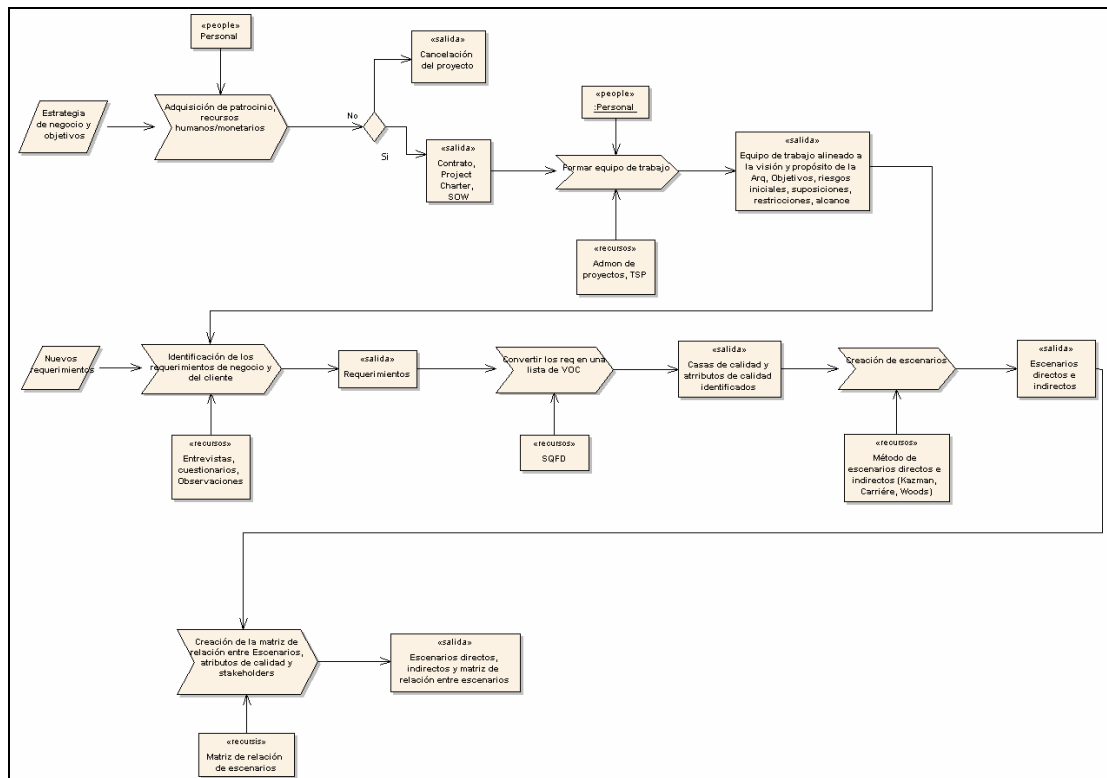 «people»
Personal
«salida»
Cancelación
del proyecto
Estrategia
de negocio y
objetivos
Adquisición de patrocinio,
recursos
humanos/monetarios
No
Si
«salida»
Contrato,
Project
Charter,
SOW
«people»
:Personal
Formar equipo de trabajo
«recursos»
Admon de
proyectos, TSP
«salida»
Equipo de trabajo alineado a
la visión y propósito de la
Arq, Objetivos, riesgos
iniciales, suposiciones,
restricciones, alcance
Nuevos
requerimientos
Identificación de los
requerimientos de negocio y
del cliente
«recursos»
Entrevistas,
cuestionarios,
Observaciones
«salida»
Requerimientos
Convertir los req en una
lista de VOC
«recursos»
SQFD
«salida»
Casas de calidad y
atrributos de calidad
identificados
Creación de escenarios
«recursos»
Método de
escenarios directos e
indirectos (Kazman,
Carriére, Woods)
«salida»
Escenarios
directos e
indirectos
Creación de la matriz de
relación entre Escenarios,
atributos de calidad y
stakeholders
«recursis»
Matriz de relación
de escenarios
«salida»
Escenarios directos,
indirectos y matriz de
relación entre escenarios